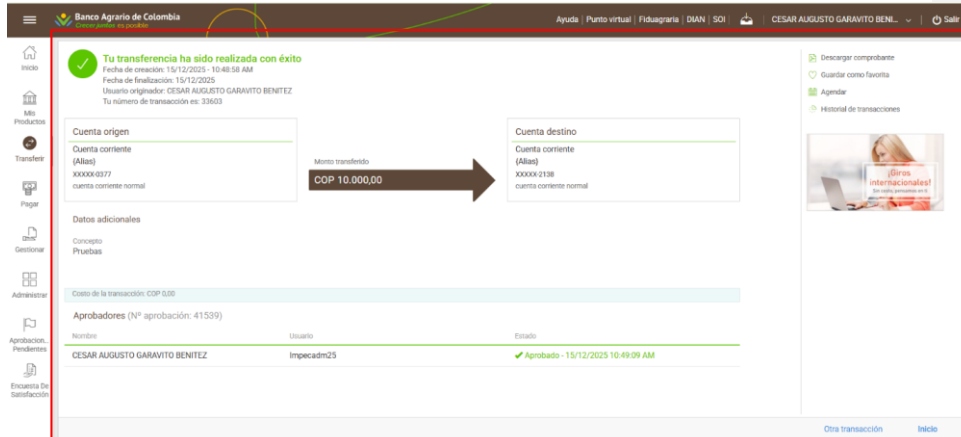 Banco Agrario de Colombia
Crecer juntos es posible
Ayuda | Punto virtual | Fiduagraria | DIAN | SOI | CESAR AUGUSTO GARAVITO BENI... | Salir
Inicio
Mis
Productos
Transferir
Pagar
Gestionar
Administrar
Aprobacion...
Pendientes
Encuesta De
Satisfacción
Tu transferencia ha sido realizada con éxito
Fecha de creación: 15/12/2025 - 10:48:58 AM
Fecha de finalización: 15/12/2025
Usuario originador: CESAR AUGUSTO GARAVITO BENITEZ
Tu número de transacción es: 33603
Cuenta origen
Cuenta corriente
(Alias)
XXXXX-0377
cuenta corriente normal
Monto transferido
COP 10.000,00
Cuenta destino
Cuenta corriente
(Alias)
XXXXX-2138
cuenta corriente normal
Datos adicionales
Concepto
Pruebas
Costo de la transacción: COP 0,00
Aprobadores (Nº aprobación: 41539)
Nombre Usuario Estado
CESAR AUGUSTO GARAVITO BENITEZ Impecadm25 Aprobado - 15/12/2025 10:49:09 AM
Descargar comprobante
Guardar como favorita
Agendar
Historial de transacciones
¡Giros
internacionales!
Sin costo, pensamos en ti.
Otra transacción Inicio